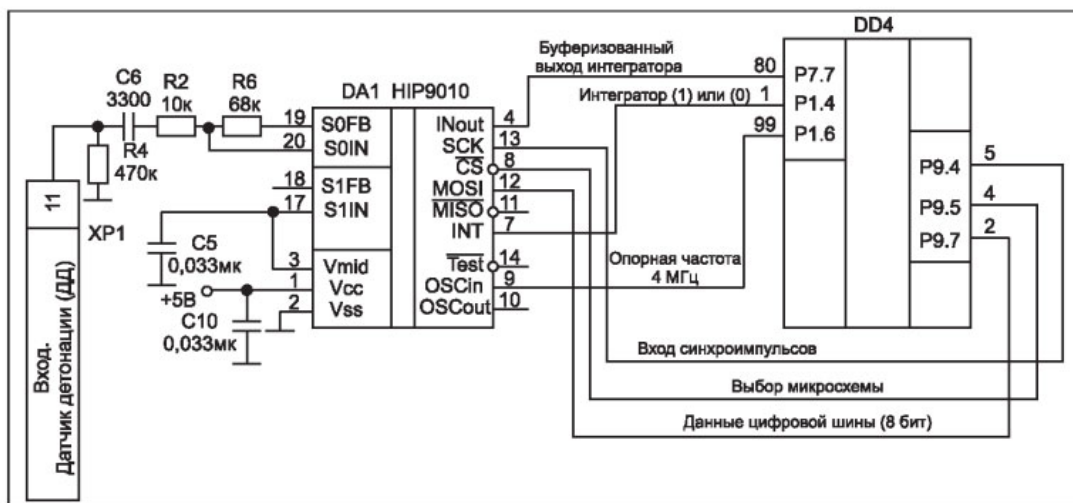 DD4
Буферизованный
выход интегратора
80
P7.7
C6
3300
R2
10к
R6
68к
DA1 HIP9010
Интегратор (1) или (0)
1
P1.4
99
P1.6
19
S0FB
INout
4
20
S0IN
SCK
13
R4
470к
CS
8
18
S1FB
MOSI
12
17
S1IN
MISO
11
INT
7
P9.4
5
P9.5
4
P9.7
2
11
XP1
C5
0,033мк
3
Vmid
Test
14
Опорная частота
4 МГц
+5В
1
Vcc
OSCin
9
2
Vss
OSCout
10
C10
0,033мк
Вход синхроимпульсов
Выбор микросхемы
Данные цифровой шины (8 бит)
Вход.
Датчик детонации (ДД)